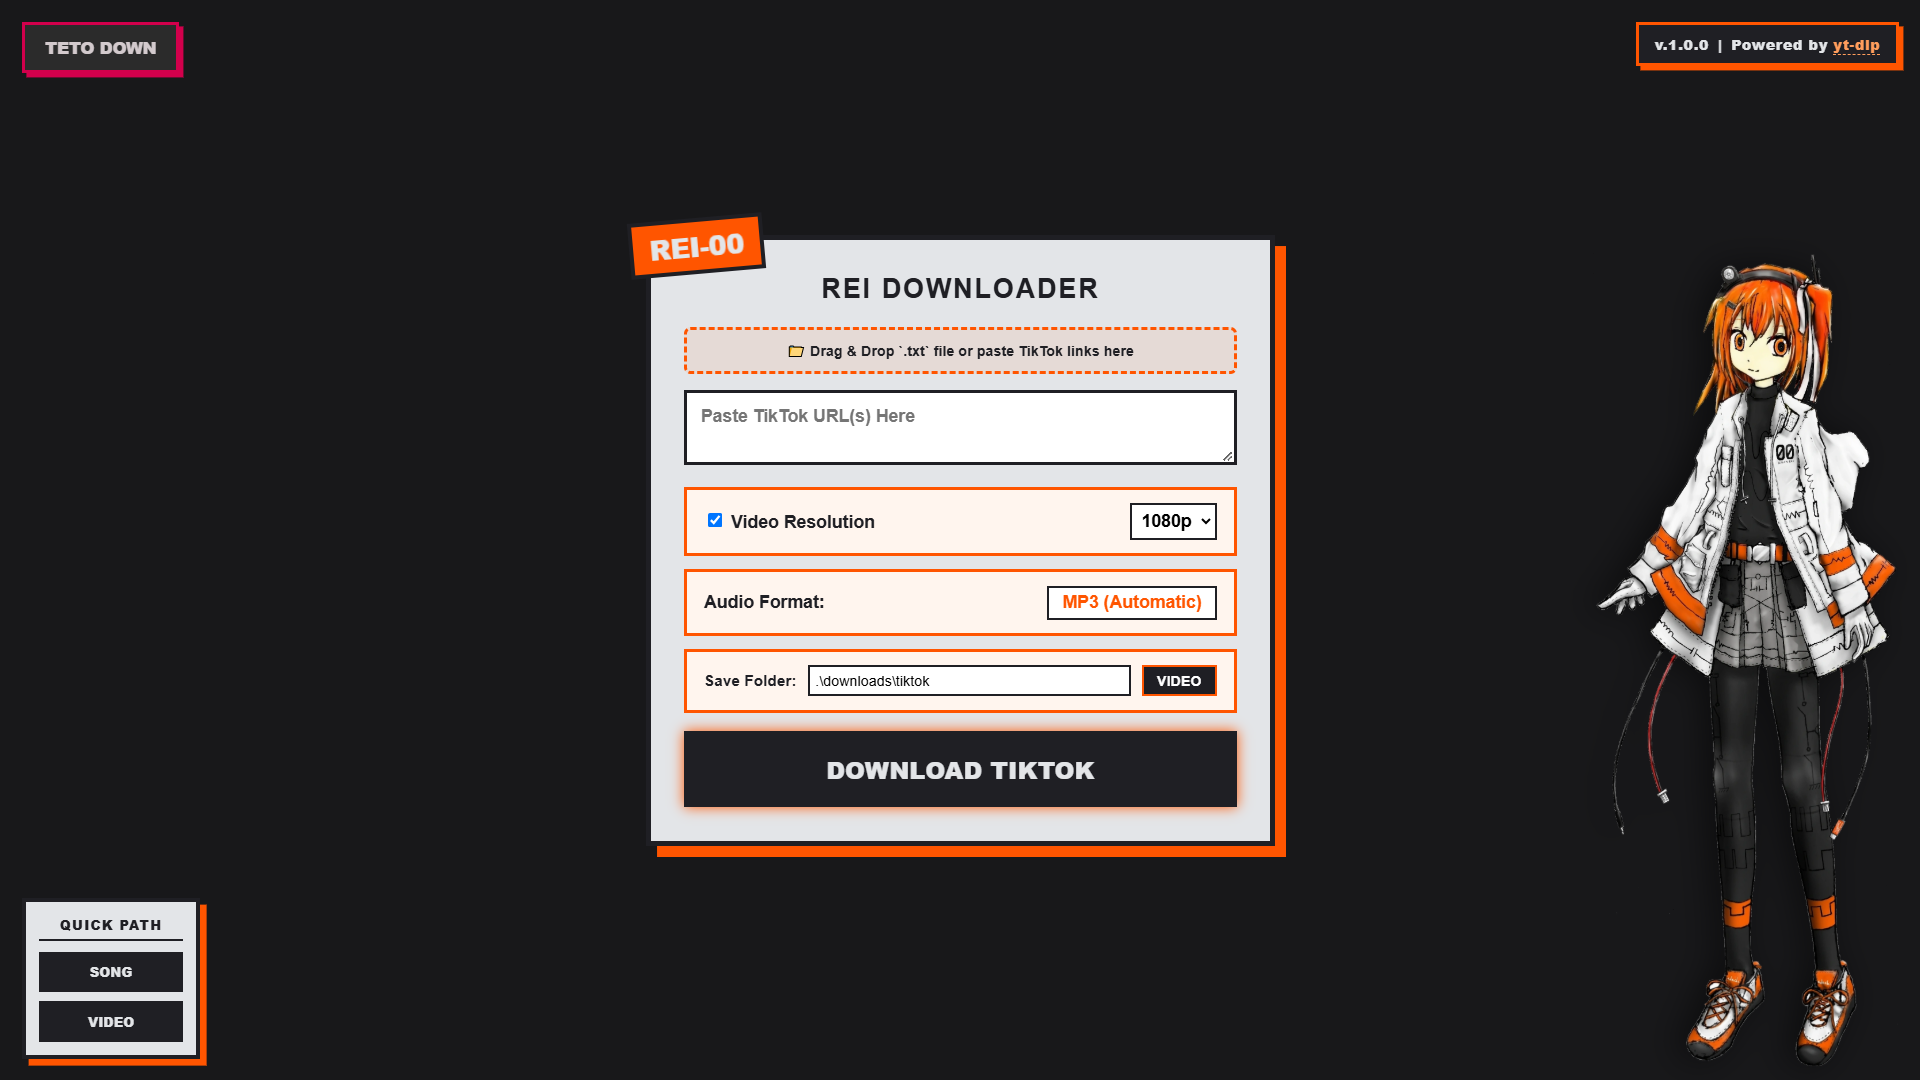 TETO DOWN
v.1.0.0 | Powered by yt-dlp
REI-00
REI DOWNLOADER
📁 Drag & Drop `.txt` file or paste TikTok links here
Paste TikTok URL(s) Here
Video Resolution
1080p
Audio Format:
MP3 (Automatic)
Save Folder:
.\downloads\tiktok
VIDEO
DOWNLOAD TIKTOK
QUICK PATH
SONG
VIDEO
00